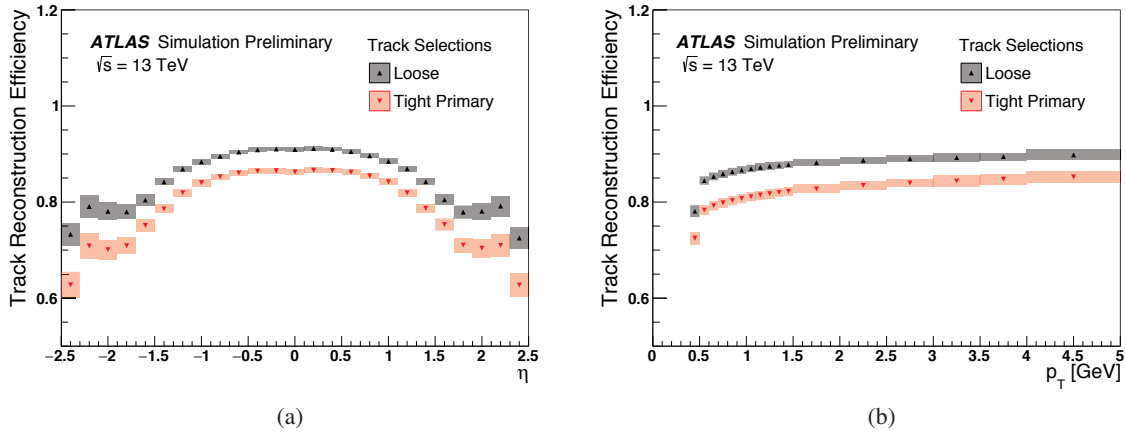 Track Reconstruction Efficiency
1.2
1
0.8
0.6
ATLAS Simulation Preliminary
√s = 13 TeV
Track Selections
Loose
Tight Primary
−2.5 −2 −1.5 −1 −0.5 0 0.5 1 1.5 2 2.5
η
(a)
Track Reconstruction Efficiency
1.2
1
0.8
0.6
ATLAS Simulation Preliminary
√s = 13 TeV
Track Selections
Loose
Tight Primary
0 0.5 1 1.5 2 2.5 3 3.5 4 4.5 5
p_T [GeV]
(b)